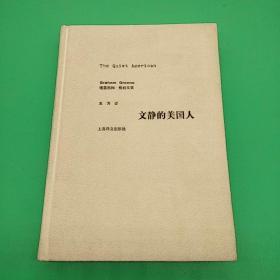 The Quiet American
Graham Greene
格雷厄姆·格林文集
主万 译
文静的美国人
上海译文出版社